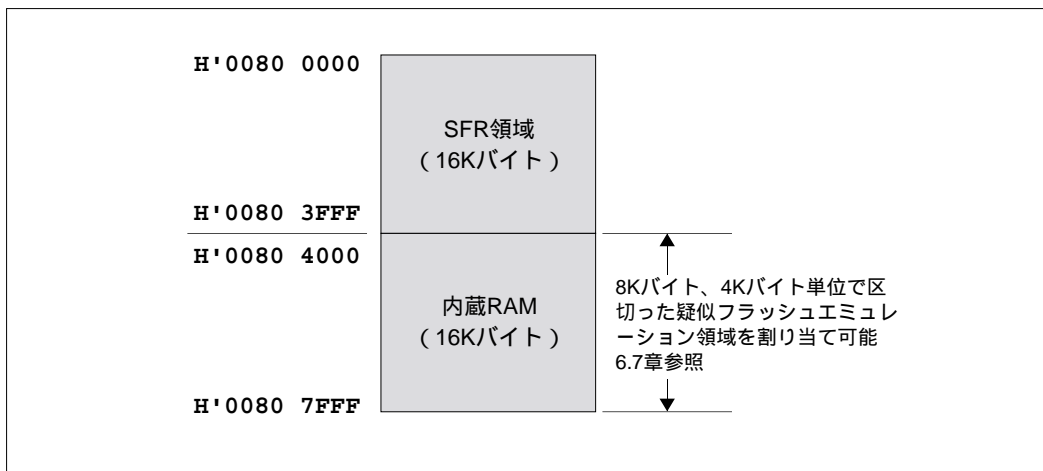 H'0080 0000
SFR領域
(16Kバイト)
H'0080 3FFF
H'0080 4000
内蔵RAM
(16Kバイト)
8Kバイト、4Kバイト単位で区
切った疑似フラッシュエミュレ
ーション領域を割り当て可能
6.7章参照
H'0080 7FFF